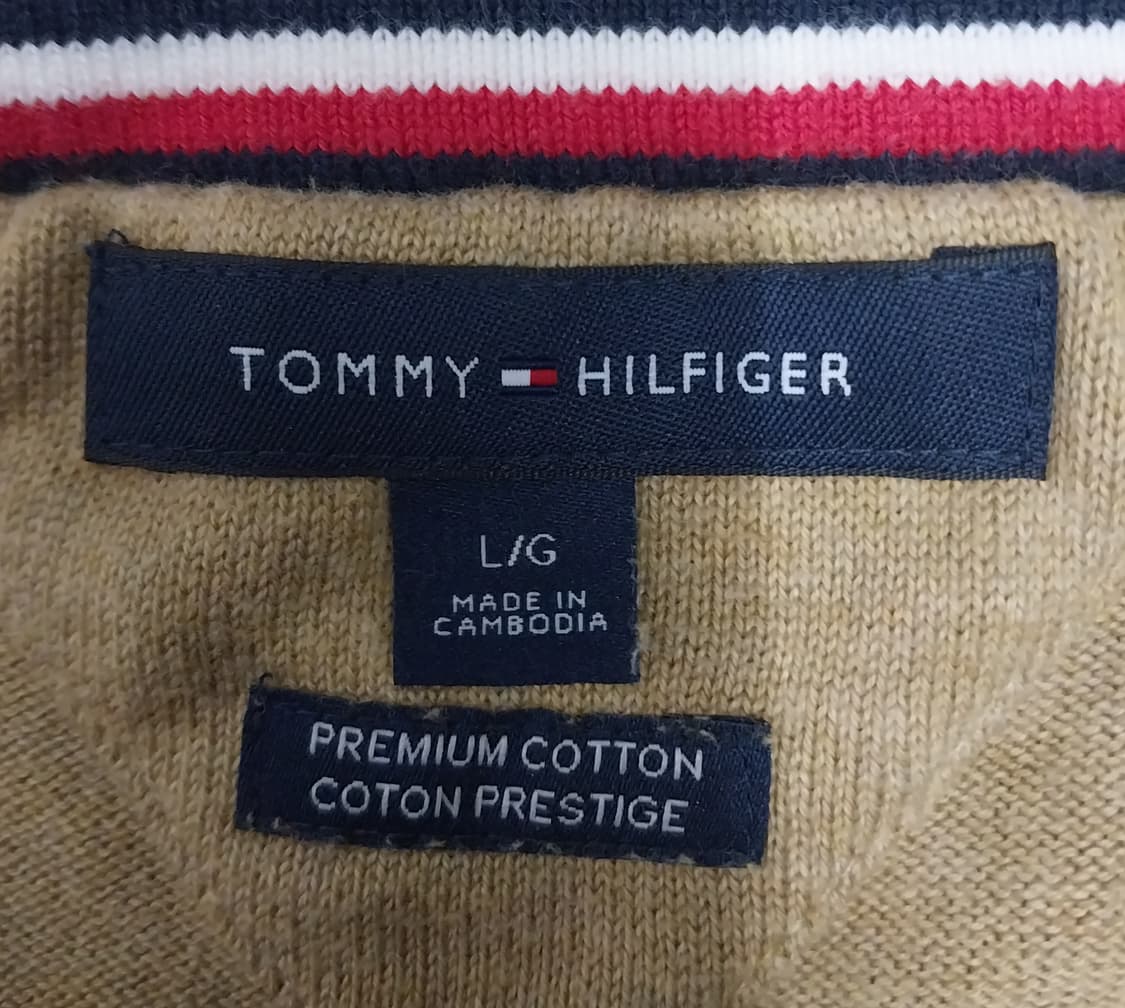 TOMMY HILFIGER
L/G
MADE IN
CAMBODIA
PREMIUM COTTON
COTON PRESTIGE